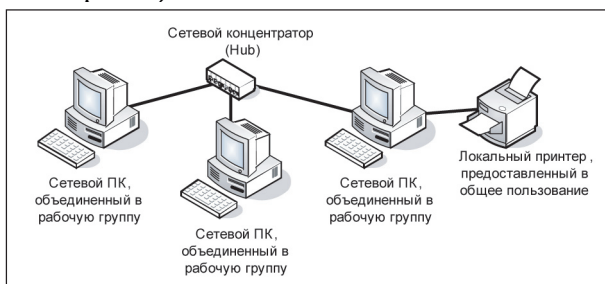 Сетевой концентратор
(Hub)
Сетевой ПК,
объединенный в
рабочую группу
Сетевой ПК,
объединенный в
рабочую группу
Сетевой ПК,
объединенный в
рабочую группу
Локальный принтер ,
предоставленный в
общее пользование